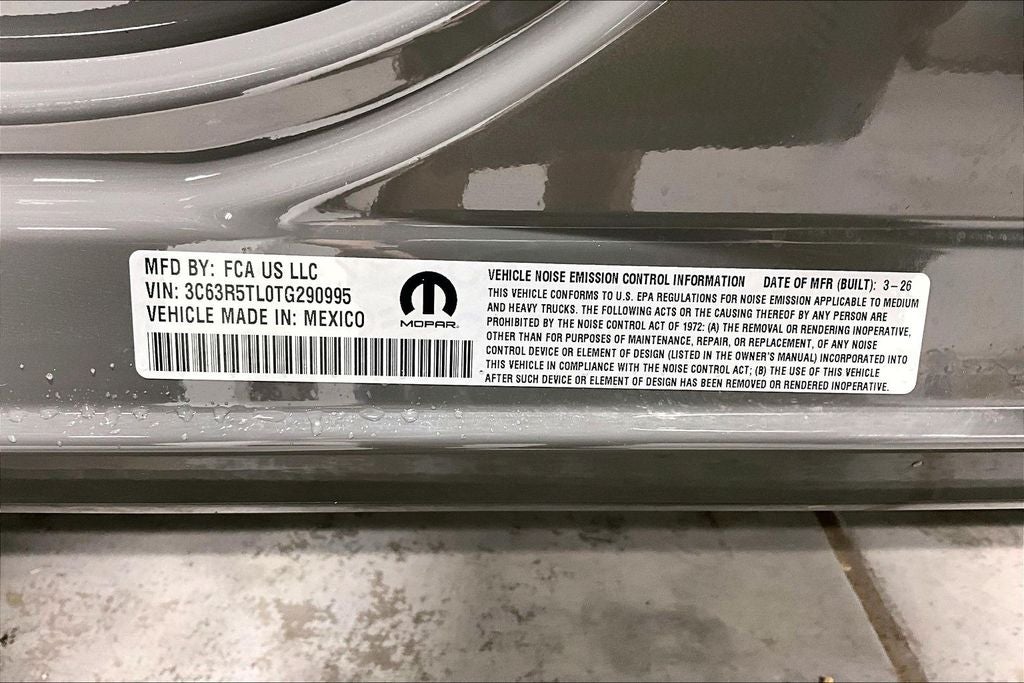 MFD BY: FCA US LLC
VIN: 3C63R5TL0TG290995
VEHICLE MADE IN: MEXICO
MOPAR®
VEHICLE NOISE EMISSION CONTROL INFORMATION DATE OF MFR (BUILT): 3-26
THIS VEHICLE CONFORMS TO U.S. EPA REGULATIONS FOR NOISE EMISSION APPLICABLE TO MEDIUM
AND HEAVY TRUCKS. THE FOLLOWING ACTS OR THE CAUSING THEREOF BY ANY PERSON ARE
PROHIBITED BY THE NOISE CONTROL ACT OF 1972: (A) THE REMOVAL OR RENDERING INOPERATIVE,
OTHER THAN FOR PURPOSES OF MAINTENANCE, REPAIR, OR REPLACEMENT, OF ANY NOISE
CONTROL DEVICE OR ELEMENT OF DESIGN (LISTED IN THE OWNER'S MANUAL) INCORPORATED INTO
THIS VEHICLE IN COMPLIANCE WITH THE NOISE CONTROL ACT; (B) THE USE OF THIS VEHICLE
AFTER SUCH DEVICE OR ELEMENT OF DESIGN HAS BEEN REMOVED OR RENDERED INOPERATIVE.